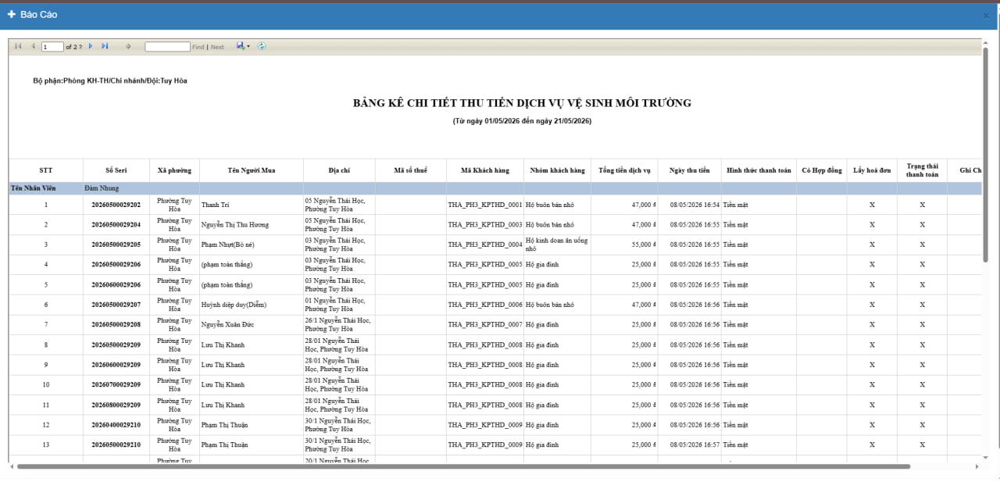 Báo Cáo
1 of 2 ? Find | Next
Bộ phận:Phòng KH-TH/Chi nhánh/Đội:Tuy Hòa
BẢNG KÊ CHI TIẾT THU TIỀN DỊCH VỤ VỆ SINH MÔI TRƯỜNG
(Từ ngày 01/05/2026 đến ngày 21/05/2026)
STT Số Seri Xã phường Tên Người Mua Địa chỉ Mã số thuế Mã Khách hàng Nhóm khách hàng Tổng tiền dịch vụ Ngày thu tiền Hình thức thanh toán Có Hợp đồng Lấy hoá đơn Trạng thái thanh toán Ghi Ch
Tên Nhân Viên Đàm Nhung
1 20260500029202 Phường Tuy Hòa Thanh Trí 05 Nguyễn Thái Học, Phường Tuy Hòa THA_PH3_KPTHD_0001 Hộ buôn bán nhỏ 47,000 đ 08/05/2026 16:54 Tiền mặt X X
2 20260500029204 Phường Tuy Hòa Nguyễn Thị Thu Hương 05 Nguyễn Thái Học, Phường Tuy Hòa THA_PH3_KPTHD_0003 Hộ buôn bán nhỏ 47,000 đ 08/05/2026 16:55 Tiền mặt X X
3 20260500029205 Phường Tuy Hòa Phạm Nhựt(Bò né) 03 Nguyễn Thái Học, Phường Tuy Hòa THA_PH3_KPTHD_0004 Hộ kinh doan ăn uống nhỏ 55,000 đ 08/05/2026 16:55 Tiền mặt X X
4 20260500029206 Phường Tuy Hòa (phạm toàn thắng) 03 Nguyễn Thái Học, Phường Tuy Hòa THA_PH3_KPTHD_0005 Hộ gia đình 25,000 đ 08/05/2026 16:55 Tiền mặt X X
5 20260600029206 Phường Tuy Hòa (phạm toàn thắng) 03 Nguyễn Thái Học, Phường Tuy Hòa THA_PH3_KPTHD_0005 Hộ gia đình 25,000 đ 08/05/2026 16:55 Tiền mặt X X
6 20260500029207 Phường Tuy Hòa Huỳnh diệp duy(Diễm) 01 Nguyễn Thái Học, Phường Tuy Hòa THA_PH3_KPTHD_0006 Hộ buôn bán nhỏ 47,000 đ 08/05/2026 16:56 Tiền mặt X X
7 20260500029208 Phường Tuy Hòa Nguyễn Xuân Đức 26/1 Nguyễn Thái Học, Phường Tuy Hòa THA_PH3_KPTHD_0007 Hộ gia đình 25,000 đ 08/05/2026 16:56 Tiền mặt X X
8 20260500029209 Phường Tuy Hòa Lưu Thị Khanh 28/01 Nguyễn Thái Học, Phường Tuy Hòa THA_PH3_KPTHD_0008 Hộ gia đình 25,000 đ 08/05/2026 16:56 Tiền mặt X X
9 20260600029209 Phường Tuy Hòa Lưu Thị Khanh 28/01 Nguyễn Thái Học, Phường Tuy Hòa THA_PH3_KPTHD_0008 Hộ gia đình 25,000 đ 08/05/2026 16:56 Tiền mặt X X
10 20260700029209 Phường Tuy Hòa Lưu Thị Khanh 28/01 Nguyễn Thái Học, Phường Tuy Hòa THA_PH3_KPTHD_0008 Hộ gia đình 25,000 đ 08/05/2026 16:56 Tiền mặt X X
11 20260800029209 Phường Tuy Hòa Lưu Thị Khanh 28/01 Nguyễn Thái Học, Phường Tuy Hòa THA_PH3_KPTHD_0008 Hộ gia đình 25,000 đ 08/05/2026 16:56 Tiền mặt X X
12 20260400029210 Phường Tuy Hòa Phạm Thị Thuận 30/1 Nguyễn Thái Học, Phường Tuy Hòa THA_PH3_KPTHD_0009 Hộ gia đình 25,000 đ 08/05/2026 16:56 Tiền mặt X X
13 20260500029210 Phường Tuy Hòa Phạm Thị Thuận 30/1 Nguyễn Thái Học, Phường Tuy Hòa THA_PH3_KPTHD_0009 Hộ gia đình 25,000 đ 08/05/2026 16:57 Tiền mặt X X
Phường Tuy Nguyễn Thái Học,